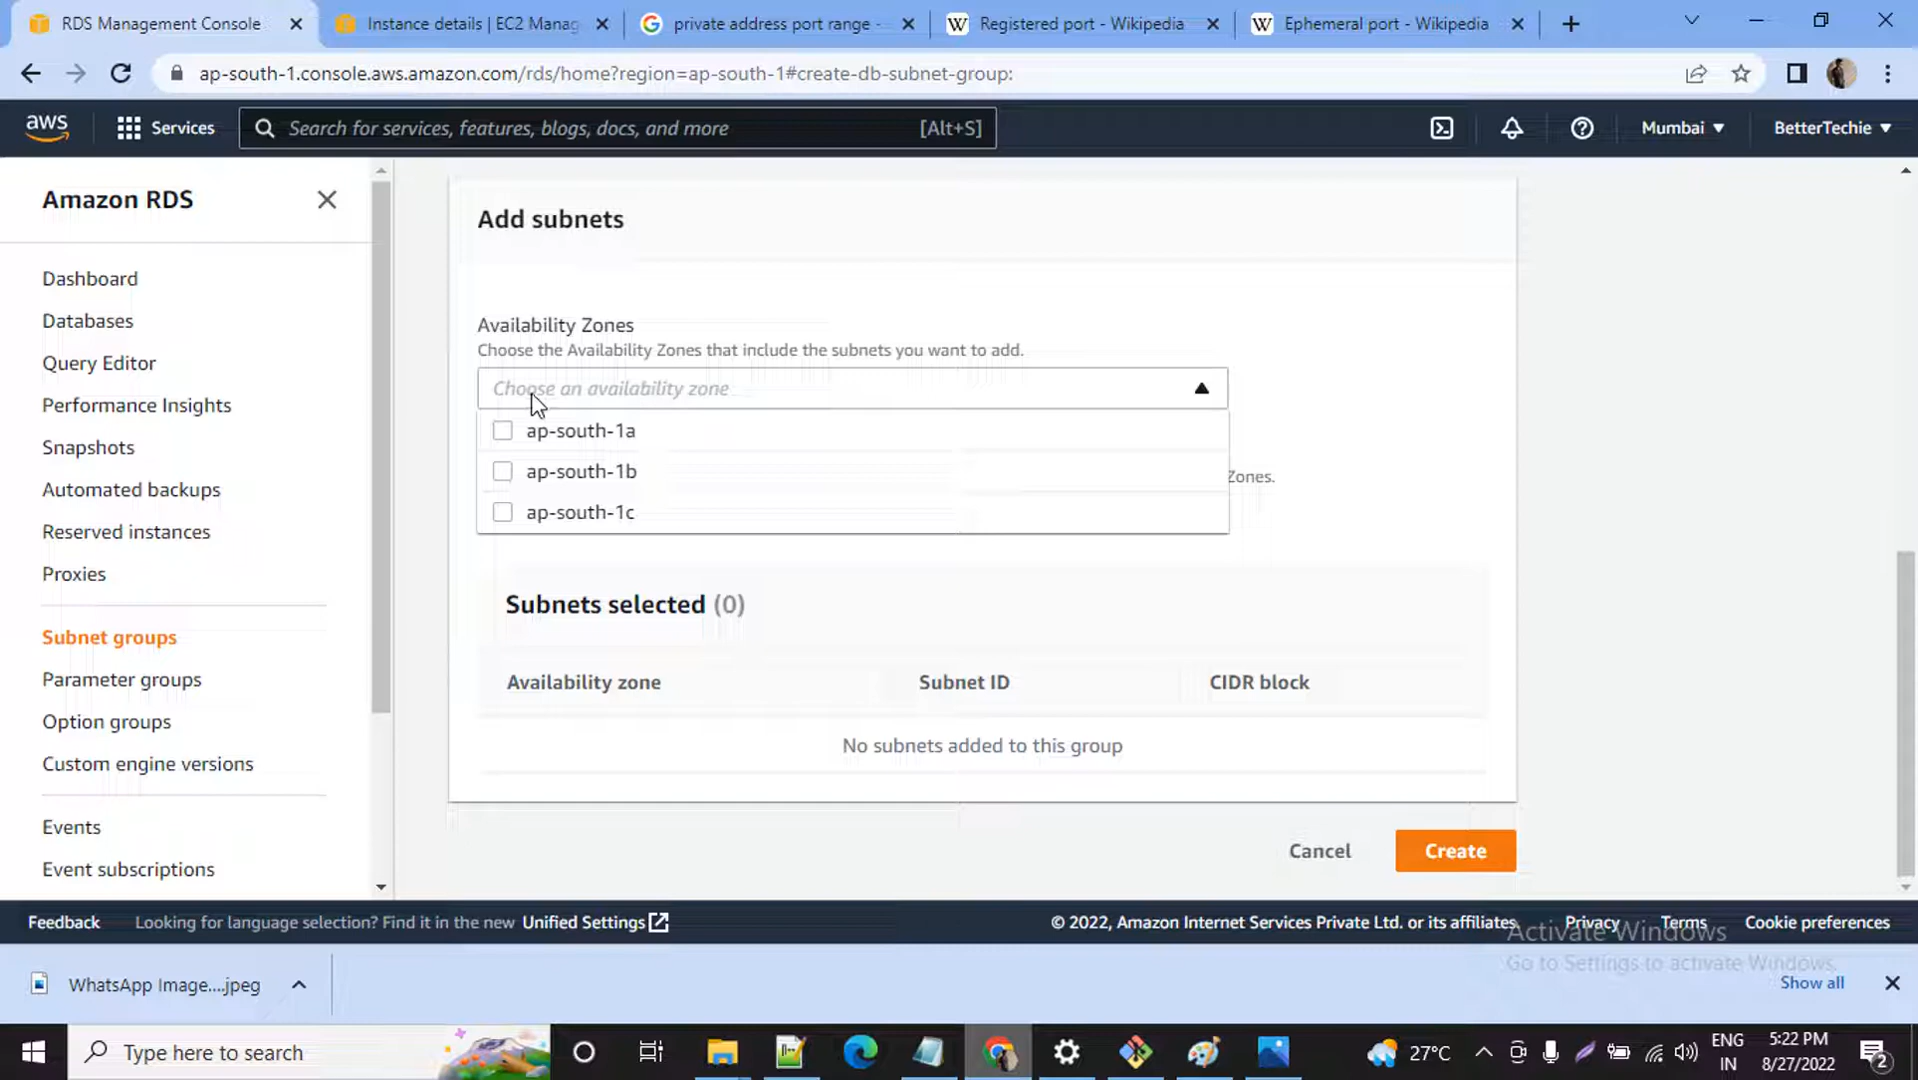 RDS Management Console
Instance details | EC2 Manag
private address port range -
Registered port - Wikipedia
Ephemeral port - Wikipedia
ap-south-1.console.aws.amazon.com/rds/home?region=ap-south-1#create-db-subnet-group:
aws
Services
Search for services, features, blogs, docs, and more
[Alt+S]
Mumbai
BetterTechie
Amazon RDS
Dashboard
Databases
Query Editor
Performance Insights
Snapshots
Automated backups
Reserved instances
Proxies
Subnet groups
Parameter groups
Option groups
Custom engine versions
Events
Event subscriptions
Add subnets
Availability Zones
Choose the Availability Zones that include the subnets you want to add.
Choose an availability zone
ap-south-1a
ap-south-1b
Zones.
ap-south-1c
Subnets selected (0)
Availability zone
Subnet ID
CIDR block
No subnets added to this group
Cancel
Create
Feedback
Looking for language selection? Find it in the new Unified Settings
© 2022, Amazon Internet Services Private Ltd. or its affiliates.
Privacy
Terms
Cookie preferences
Activate Windows
Go to Settings to activate Windows.
WhatsApp Image....jpeg
Show all
Type here to search
27°C
ENG
IN
5:22 PM
8/27/2022
2